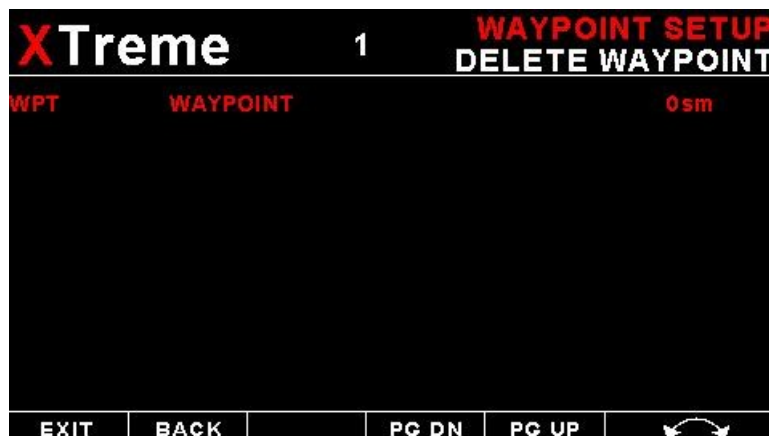 XTreme 1 WAYPOINT SETUP
DELETE WAYPOINT
WPT WAYPOINT 0sm
EXIT BACK PG DN PG UP